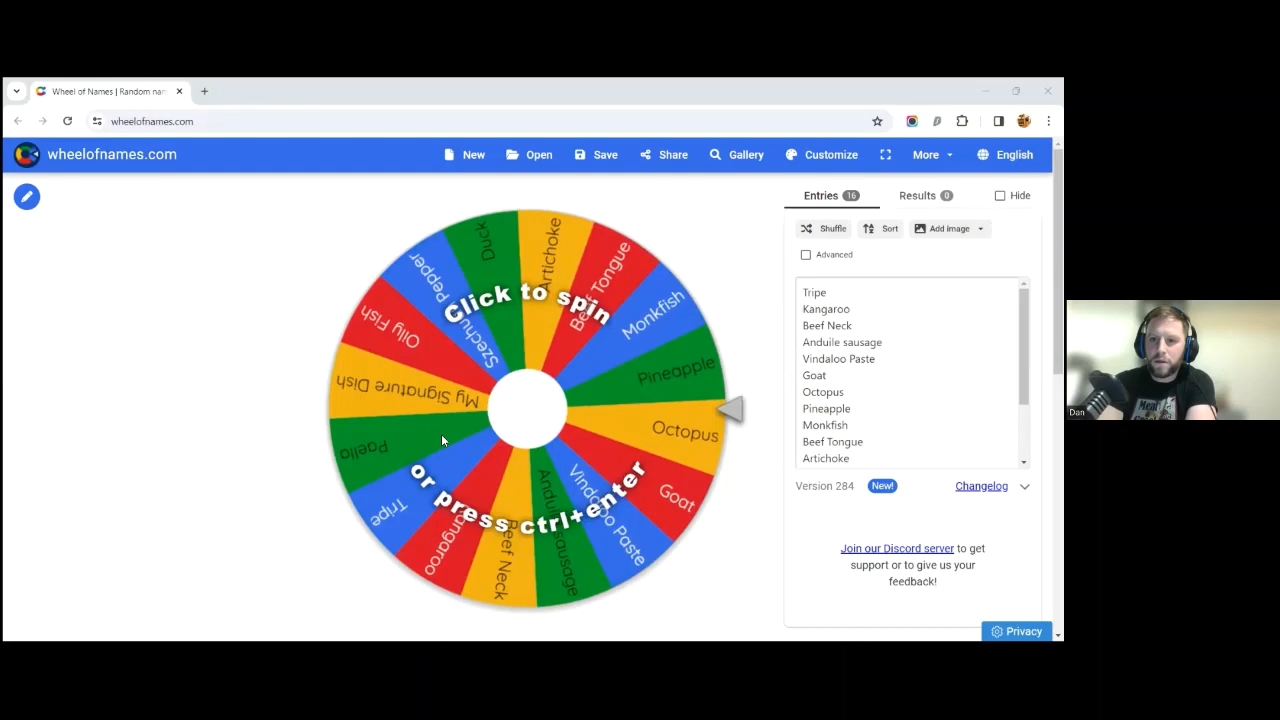 Wheel of Names | Random nar
wheelofnames.com
wheelofnames.com
New
Open
Save
Share
Gallery
Customize
More
English
Entries 16
Results 0
Hide
Shuffle
Sort
Add image
Advanced
Tripe
Kangaroo
Beef Neck
Anduile sausage
Vindaloo Paste
Goat
Octopus
Pineapple
Monkfish
Beef Tongue
Artichoke
Version 284
New!
Changelog
Join our Discord server to get
support or to give us your
feedback!
Privacy
Click to spin
or press ctrl+enter
Duck
Artichoke
Beef Tongue
Monkfish
Pineapple
Octopus
Goat
Vindaloo Paste
Anduile sausage
Beef Neck
Kangaroo
Tripe
Paella
My Signature Dish
Oily Fish
Szechuan Pepper
Dan